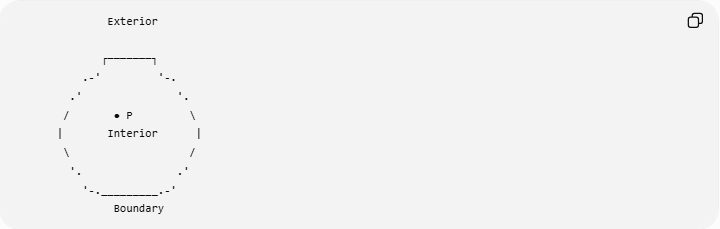 Exterior
• P
Interior
Boundary